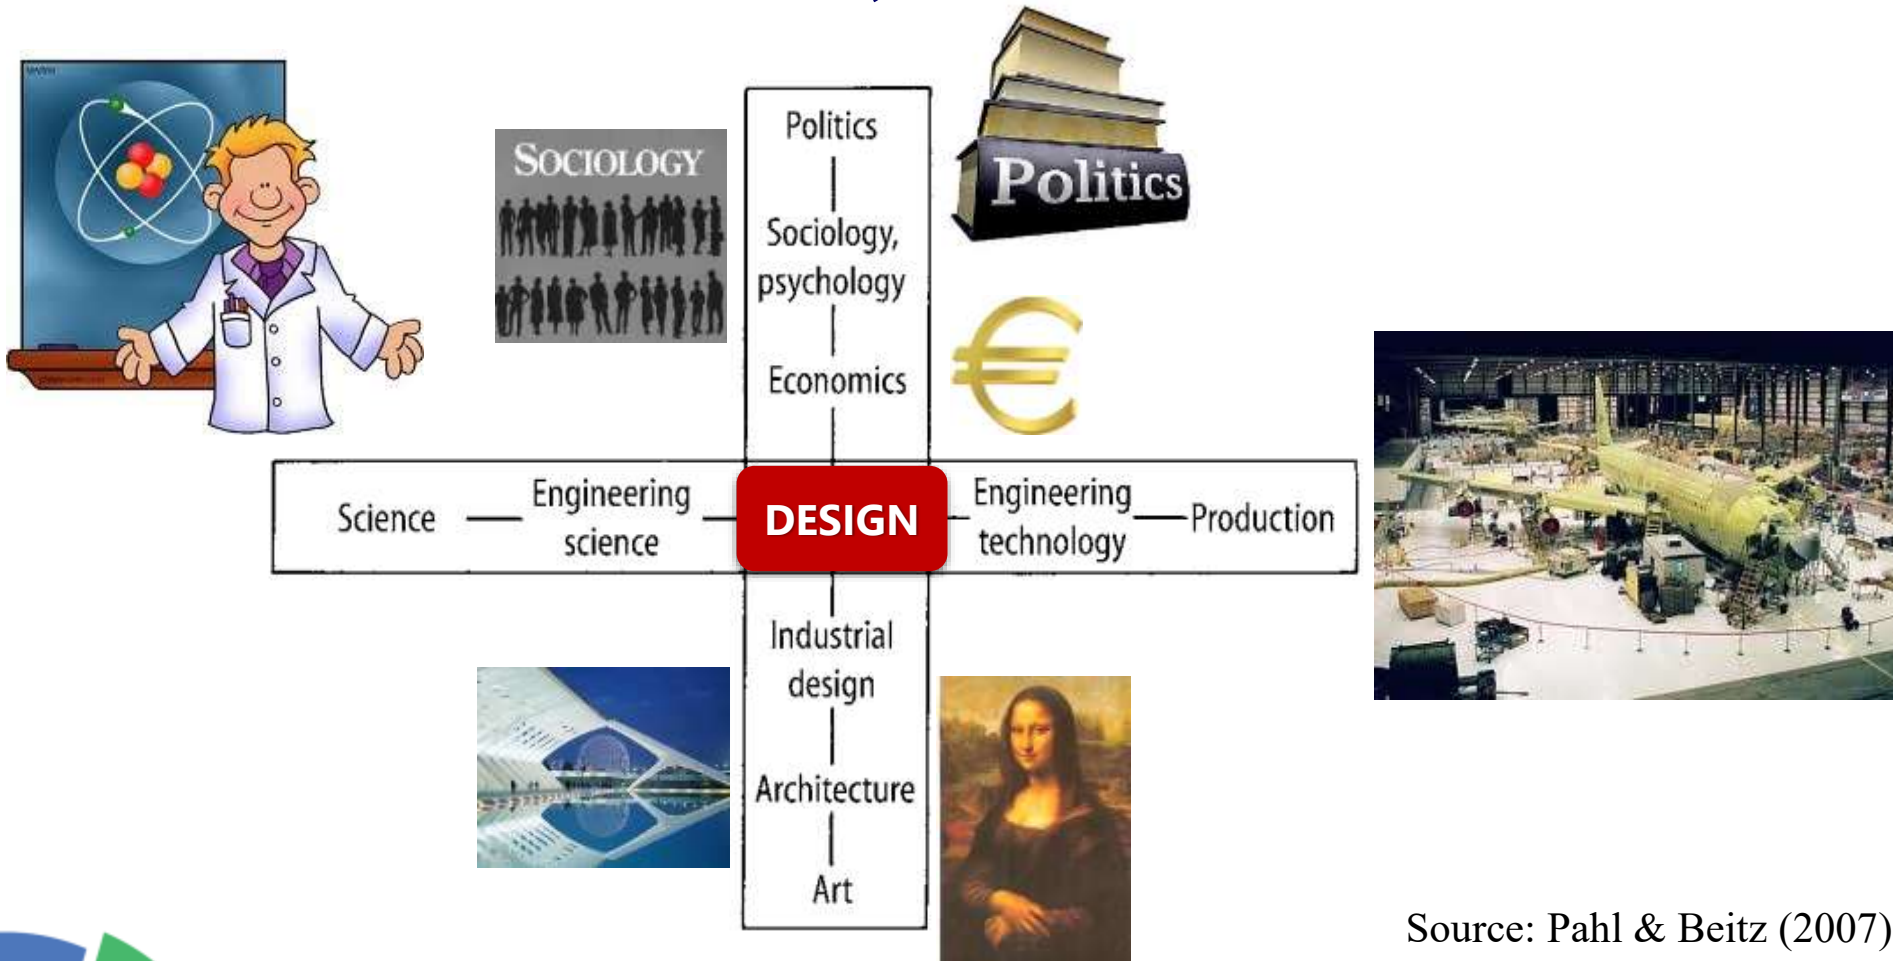 Politics
SOCIOLOGY
Politics
Sociology,
psychology
Economics
Science
Engineering
science
DESIGN
Engineering
technology
Production
Industrial
design
Architecture
Art
Source: Pahl & Beitz (2007)